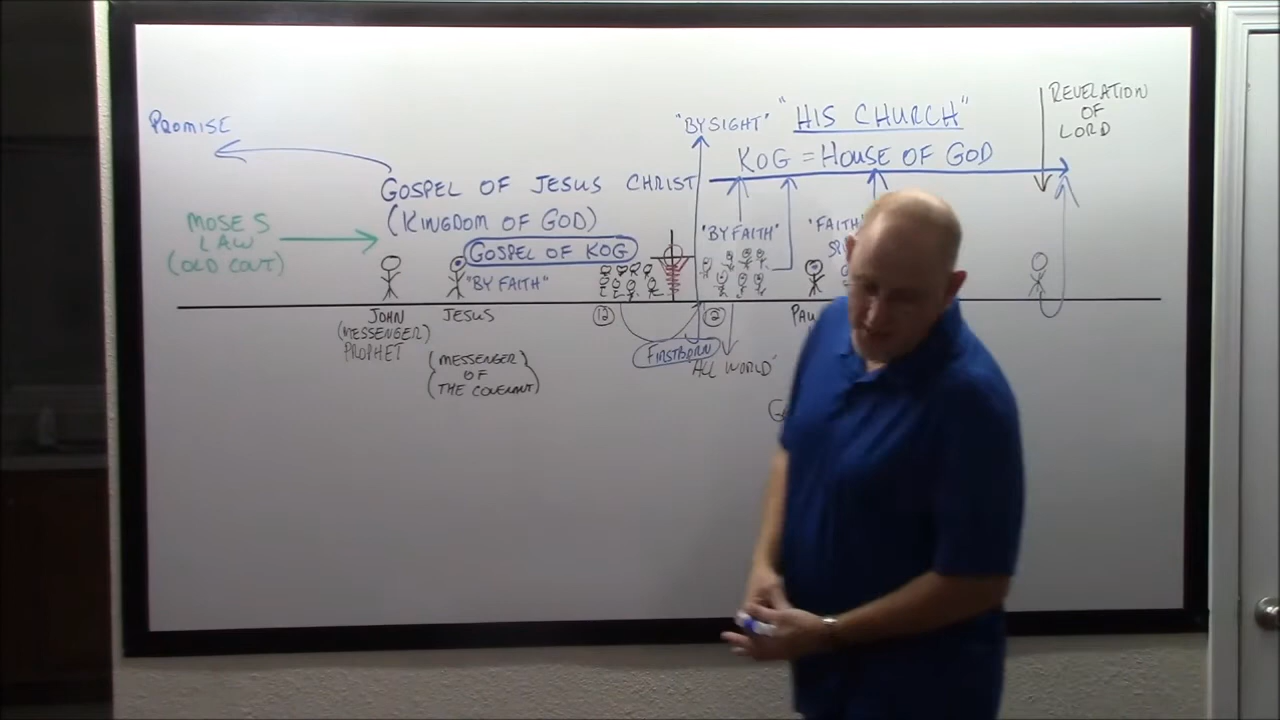 PROMISE
GOSPEL OF JESUS CHRIST
(KINGDOM OF GOD)
MOSES
LAW
(OLD COVT)
GOSPEL OF KOG
"BY FAITH"
JOHN
(MESSENGER)
PROPHET
JESUS
{MESSENGER}
OF
(THE COVENANT)
12
FIRSTBORN
"BY SIGHT"
"HIS CHURCH"
KOG = HOUSE OF GOD
"BY FAITH"
12
"ALL WORLD"
"FAITH
REVELATION
OF
LORD